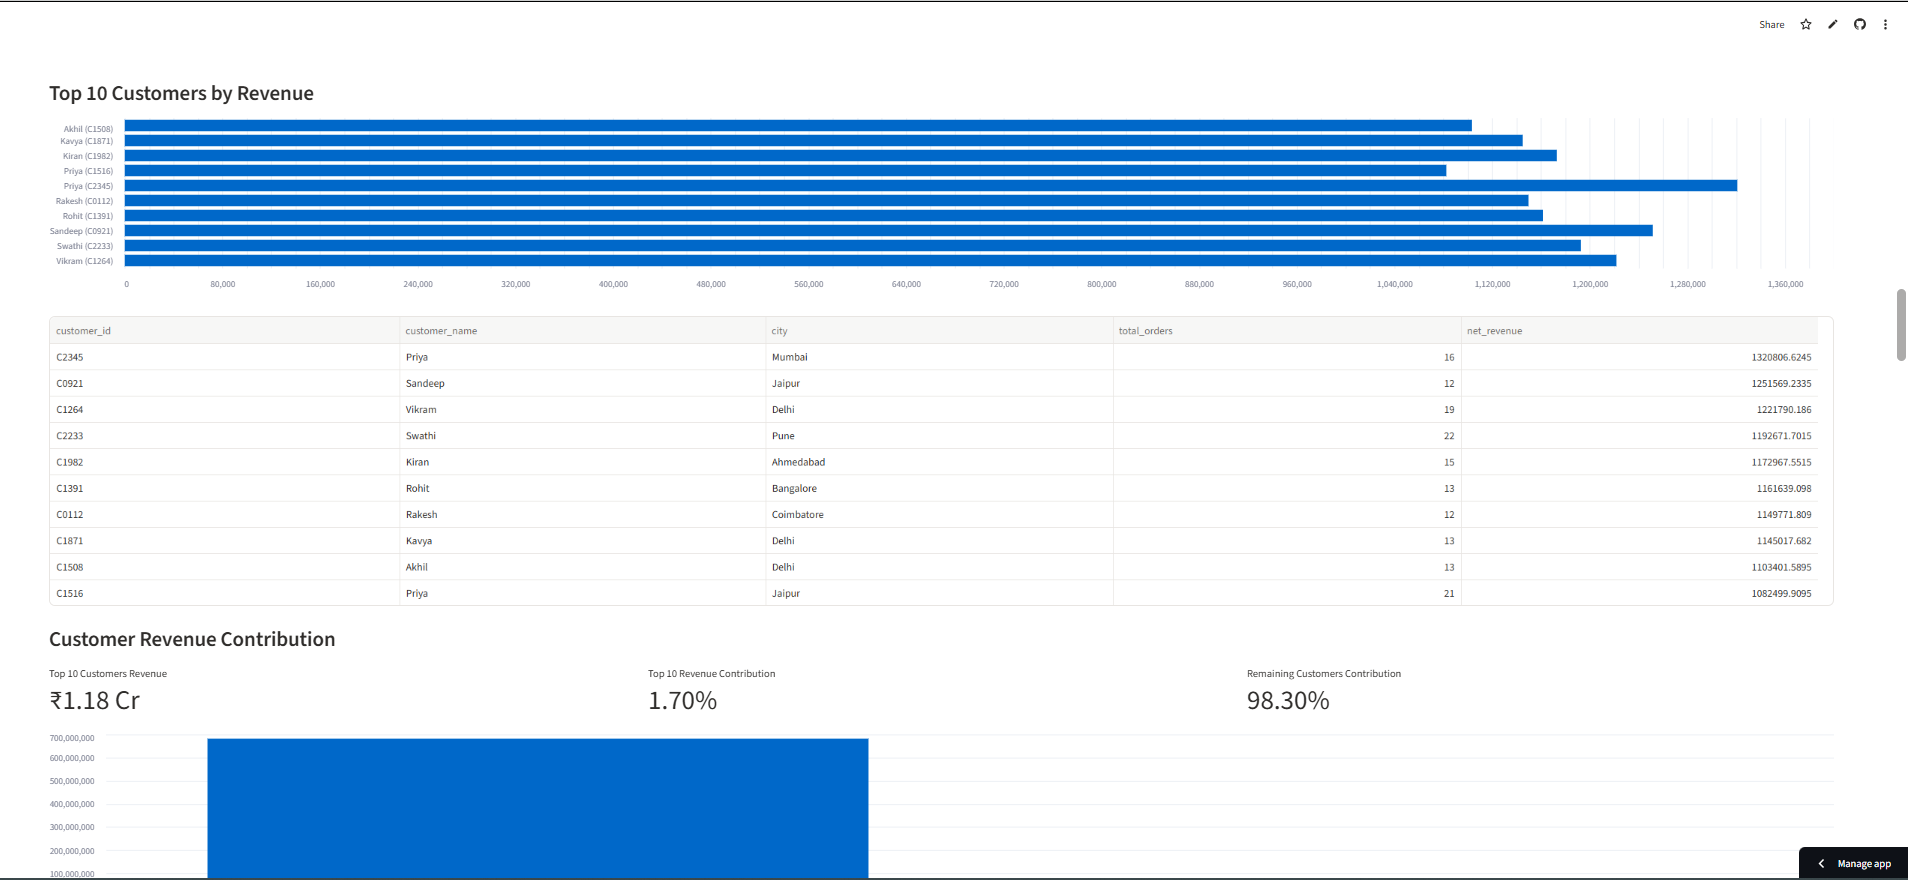 Share
Top 10 Customers by Revenue
Akhil (C1508)
Kavya (C1871)
Kiran (C1982)
Priya (C1516)
Priya (C2345)
Rakesh (C0112)
Rohit (C1391)
Sandeep (C0921)
Swathi (C2233)
Vikram (C1264)
0 80,000 160,000 240,000 320,000 400,000 480,000 560,000 640,000 720,000 800,000 880,000 960,000 1,040,000 1,120,000 1,200,000 1,280,000 1,360,000
customer_id customer_name city total_orders net_revenue
C2345 Priya Mumbai 16 1320806.6245
C0921 Sandeep Jaipur 12 1251569.2335
C1264 Vikram Delhi 19 1221790.186
C2233 Swathi Pune 22 1192671.7015
C1982 Kiran Ahmedabad 15 1172967.5515
C1391 Rohit Bangalore 13 1161639.098
C0112 Rakesh Coimbatore 12 1149771.809
C1871 Kavya Delhi 13 1145017.682
C1508 Akhil Delhi 13 1103401.5895
C1516 Priya Jaipur 21 1082499.9095
Customer Revenue Contribution
Top 10 Customers Revenue Top 10 Revenue Contribution Remaining Customers Contribution
₹1.18 Cr 1.70% 98.30%
700,000,000
600,000,000
500,000,000
400,000,000
300,000,000
200,000,000
100,000,000
Manage app